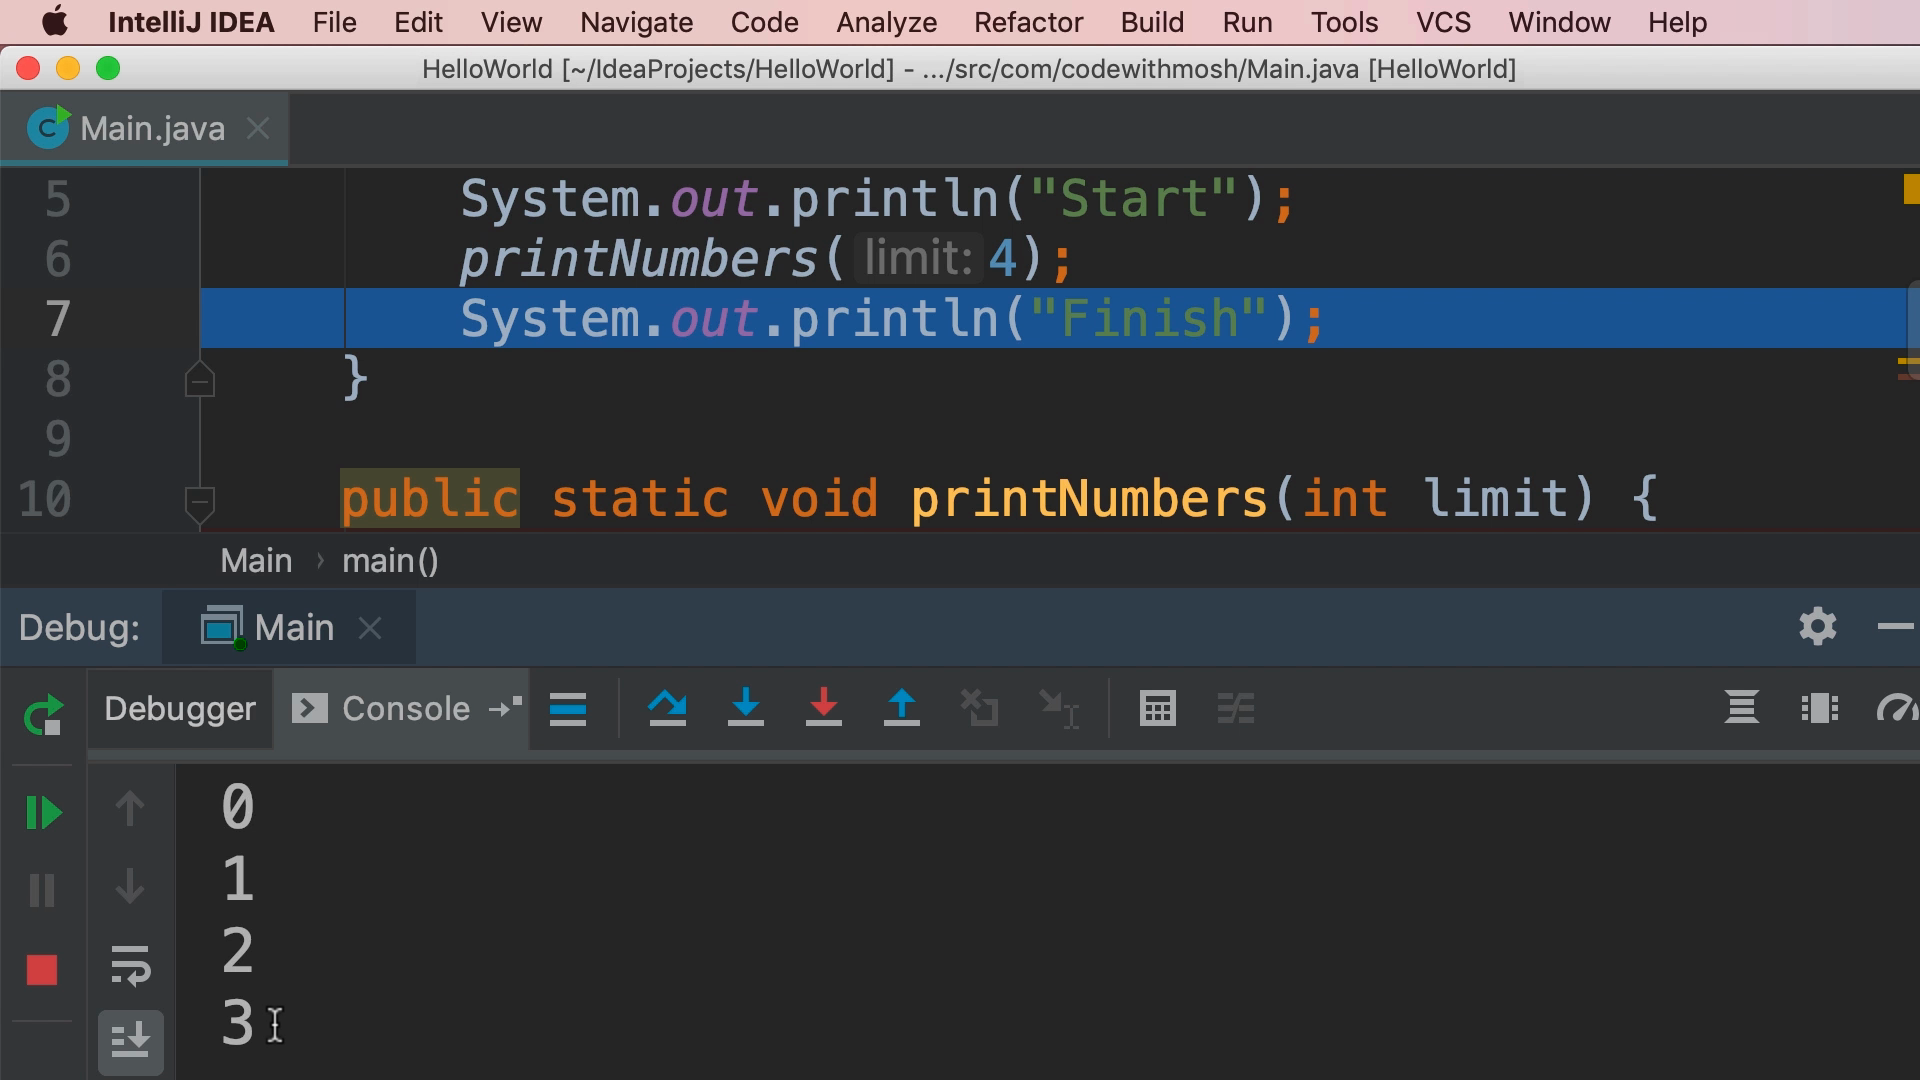 IntelliJ IDEA File Edit View Navigate Code Analyze Refactor Build Run Tools VCS Window Help
HelloWorld [~/IdeaProjects/HelloWorld] - .../src/com/codewithmosh/Main.java [HelloWorld]
C Main.java
5 System.out.println("Start");
6 printNumbers( limit: 4);
7 System.out.println("Finish");
8 }
9
10 public static void printNumbers(int limit) {
Main › main()
Debug: Main
Debugger Console
0
1
2
3